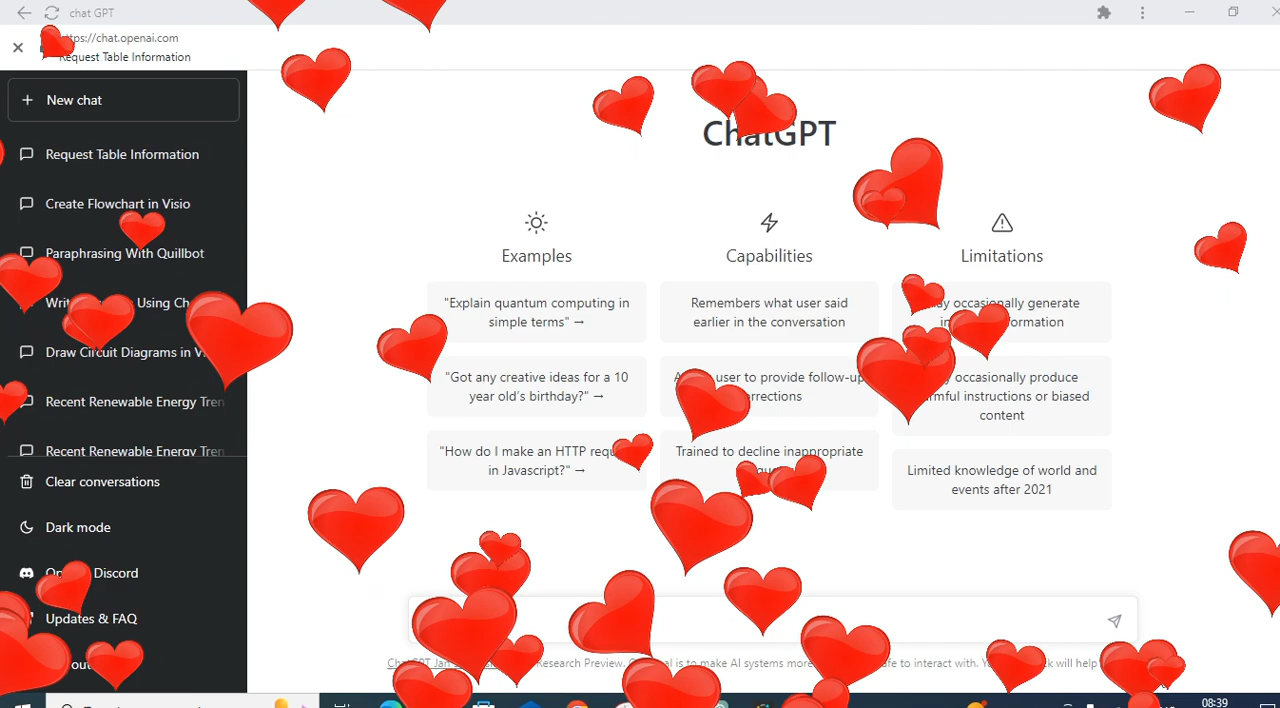 chat GPT
ttps://chat.openai.com
Request Table Information
New chat
Request Table Information
Create Flowchart in Visio
Paraphrasing With Quillbot
Using
Draw Circuit Diagrams in
Recent Renewable Energy Tren
Recent Renewable Energy Tren
Clear conversations
Dark mode
Discord
Updates & FAQ
ChatGPT
Examples
Capabilities
Limitations
"Explain quantum computing in
simple terms" →
"Got any creative ideas for a 10
year old's birthday?" →
"How do I make an HTTP
in Javascript?" →
Remembers what user said
earlier in the conversation
user to provide follow-up
Trained to decline inappropriate
occasionally generate
occasionally produce
instructions or biased
content
Limited knowledge of world and
events after 2021
Research Preview. is to make AI systems more to interact with. will help
08:39